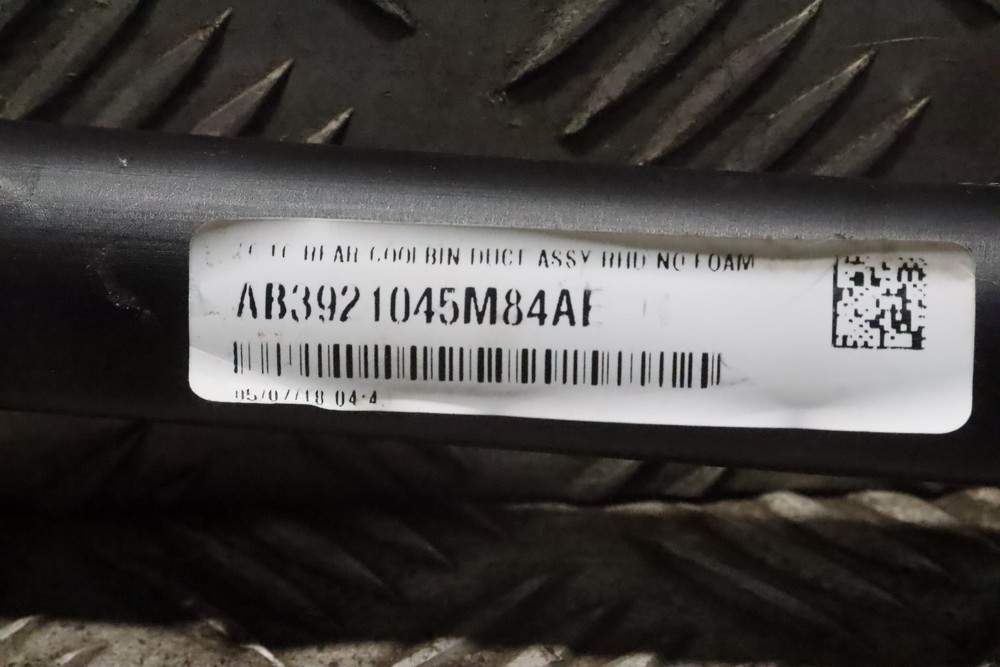 REAR COOLBIN DUCT ASSY RHD NO FOAM
AB3921045M84AE
05/07/18 04:4